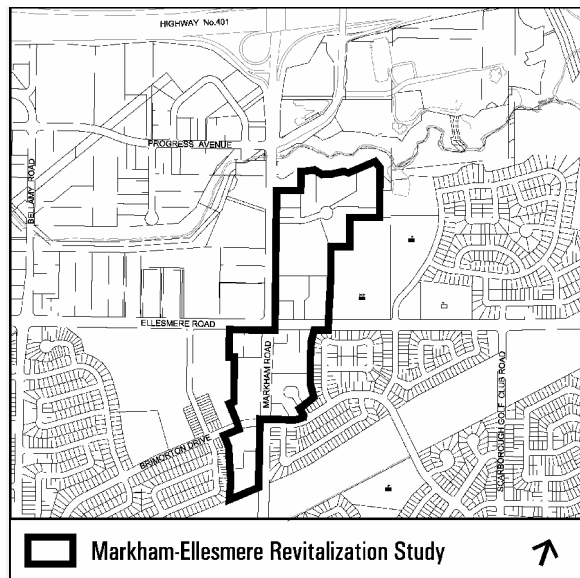 HIGHWAY No.401
PROGRESS AVENUE
BELLAMY ROAD
ELLESMERE ROAD
MARKHAM ROAD
BRIMORTON DRIVE
SCARBOROUGH GOLF CLUB ROAD
Markham-Ellesmere Revitalization Study